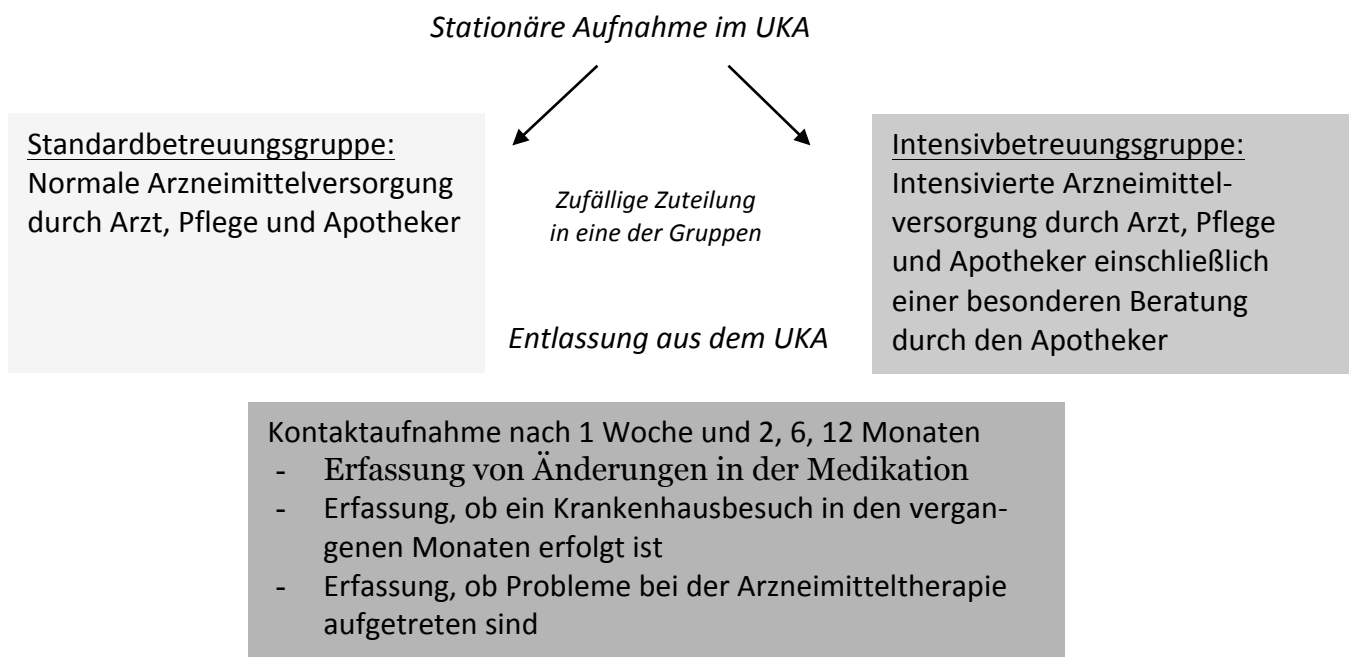 Stationäre Aufnahme im UKA
Standardbetreuungsgruppe:
Normale Arzneimittelversorgung
durch Arzt, Pflege und Apotheker
Zufällige Zuteilung
in eine der Gruppen
Intensivbetreuungsgruppe:
Intensivierte Arzneimittel-
versorgung durch Arzt, Pflege
und Apotheker einschließlich
einer besonderen Beratung
durch den Apotheker
Entlassung aus dem UKA
Kontaktaufnahme nach 1 Woche und 2, 6, 12 Monaten
- Erfassung von Änderungen in der Medikation
- Erfassung, ob ein Krankenhausbesuch in den vergan-
genen Monaten erfolgt ist
- Erfassung, ob Probleme bei der Arzneimitteltherapie
aufgetreten sind